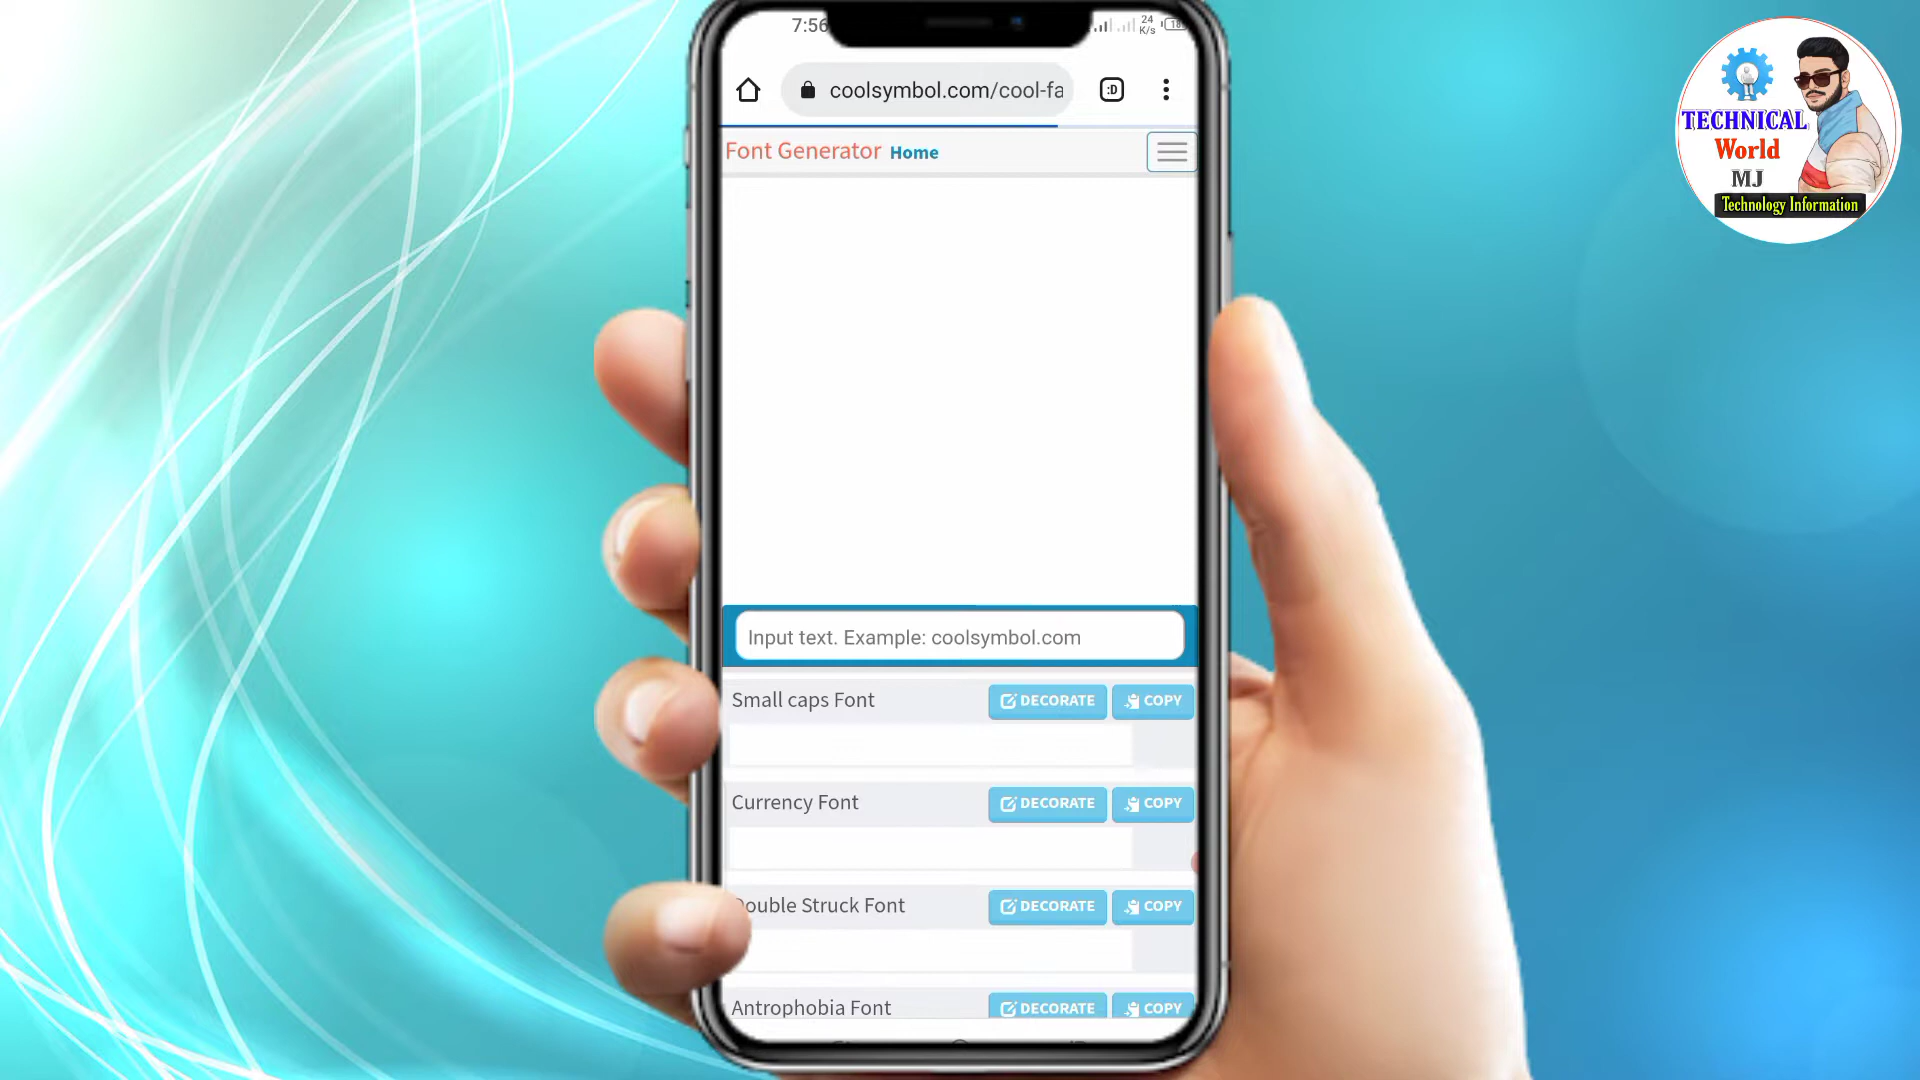 7:56
24
K/s
18
coolsymbol.com/cool-fa
:D
Font Generator Home
Input text. Example: coolsymbol.com
Small caps Font DECORATE COPY
Currency Font DECORATE COPY
ouble Struck Font DECORATE COPY
Antrophobia Font DECORATE COPY
TECHNICAL
World
MJ
Technology Information